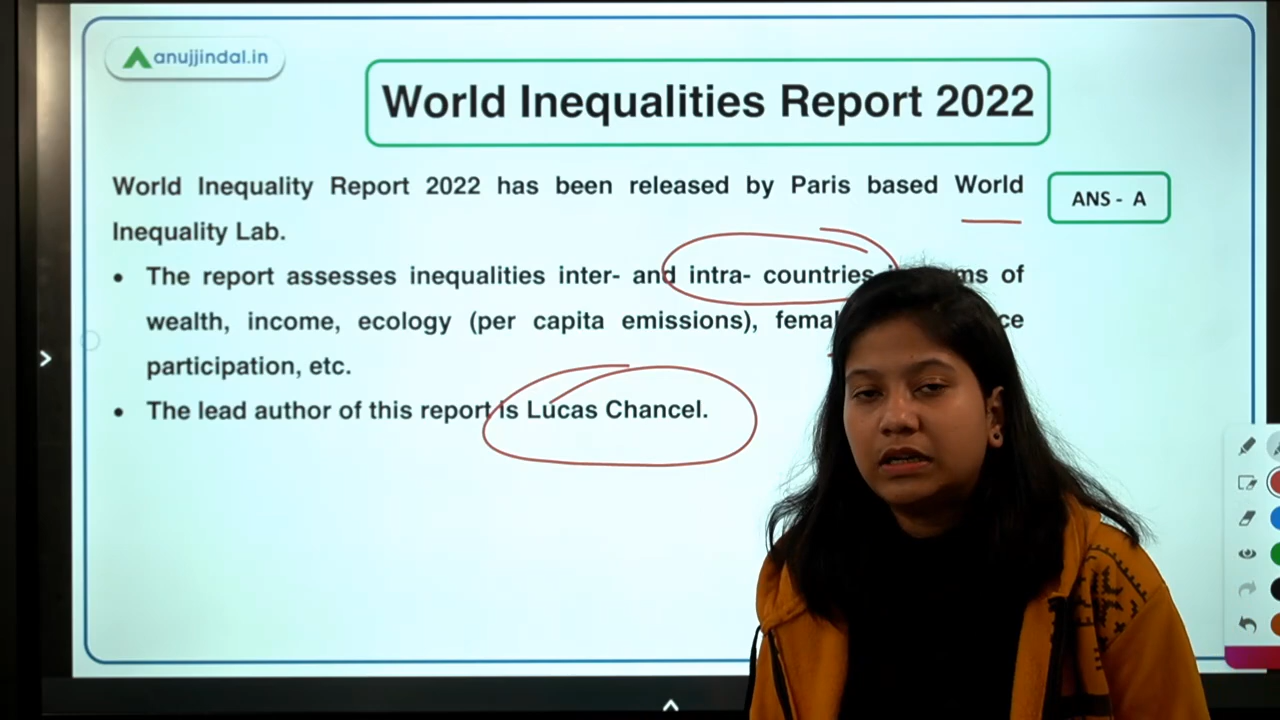 anujjindal.in
World Inequalities Report 2022
World Inequality Report 2022 has been released by Paris based World
Inequality Lab.
ANS - A
• The report assesses inequalities inter- and intra- countries of
wealth, income, ecology (per capita emissions),
participation, etc.
• The lead author of this report is Lucas Chancel.